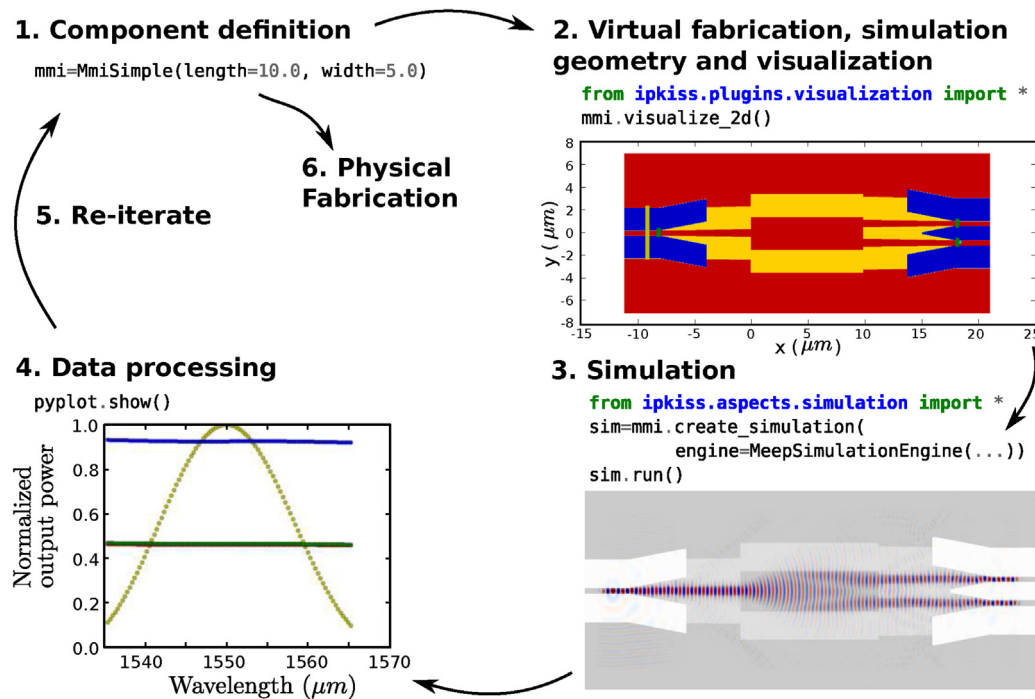 1. Component definition
mmi=MmiSimple(length=10.0, width=5.0)
2. Virtual fabrication, simulation
geometry and visualization
from ipkiss.plugins.visualization import *
mmi.visualize_2d()
8
6
4
2
0
-2
-4
-6
-8
y (μm)
-15
-10
-5
0
5
10
15
20
25
x (μm)
3. Simulation
from ipkiss.aspects.simulation import *
sim=mmi.create_simulation(
engine=MeepSimulationEngine(...))
sim.run()
4. Data processing
pyplot.show()
1.0
0.8
0.6
0.4
0.2
0.0
Normalized
output power
1540
1550
1560
1570
Wavelength (μm)
5. Re-iterate
6. Physical
Fabrication